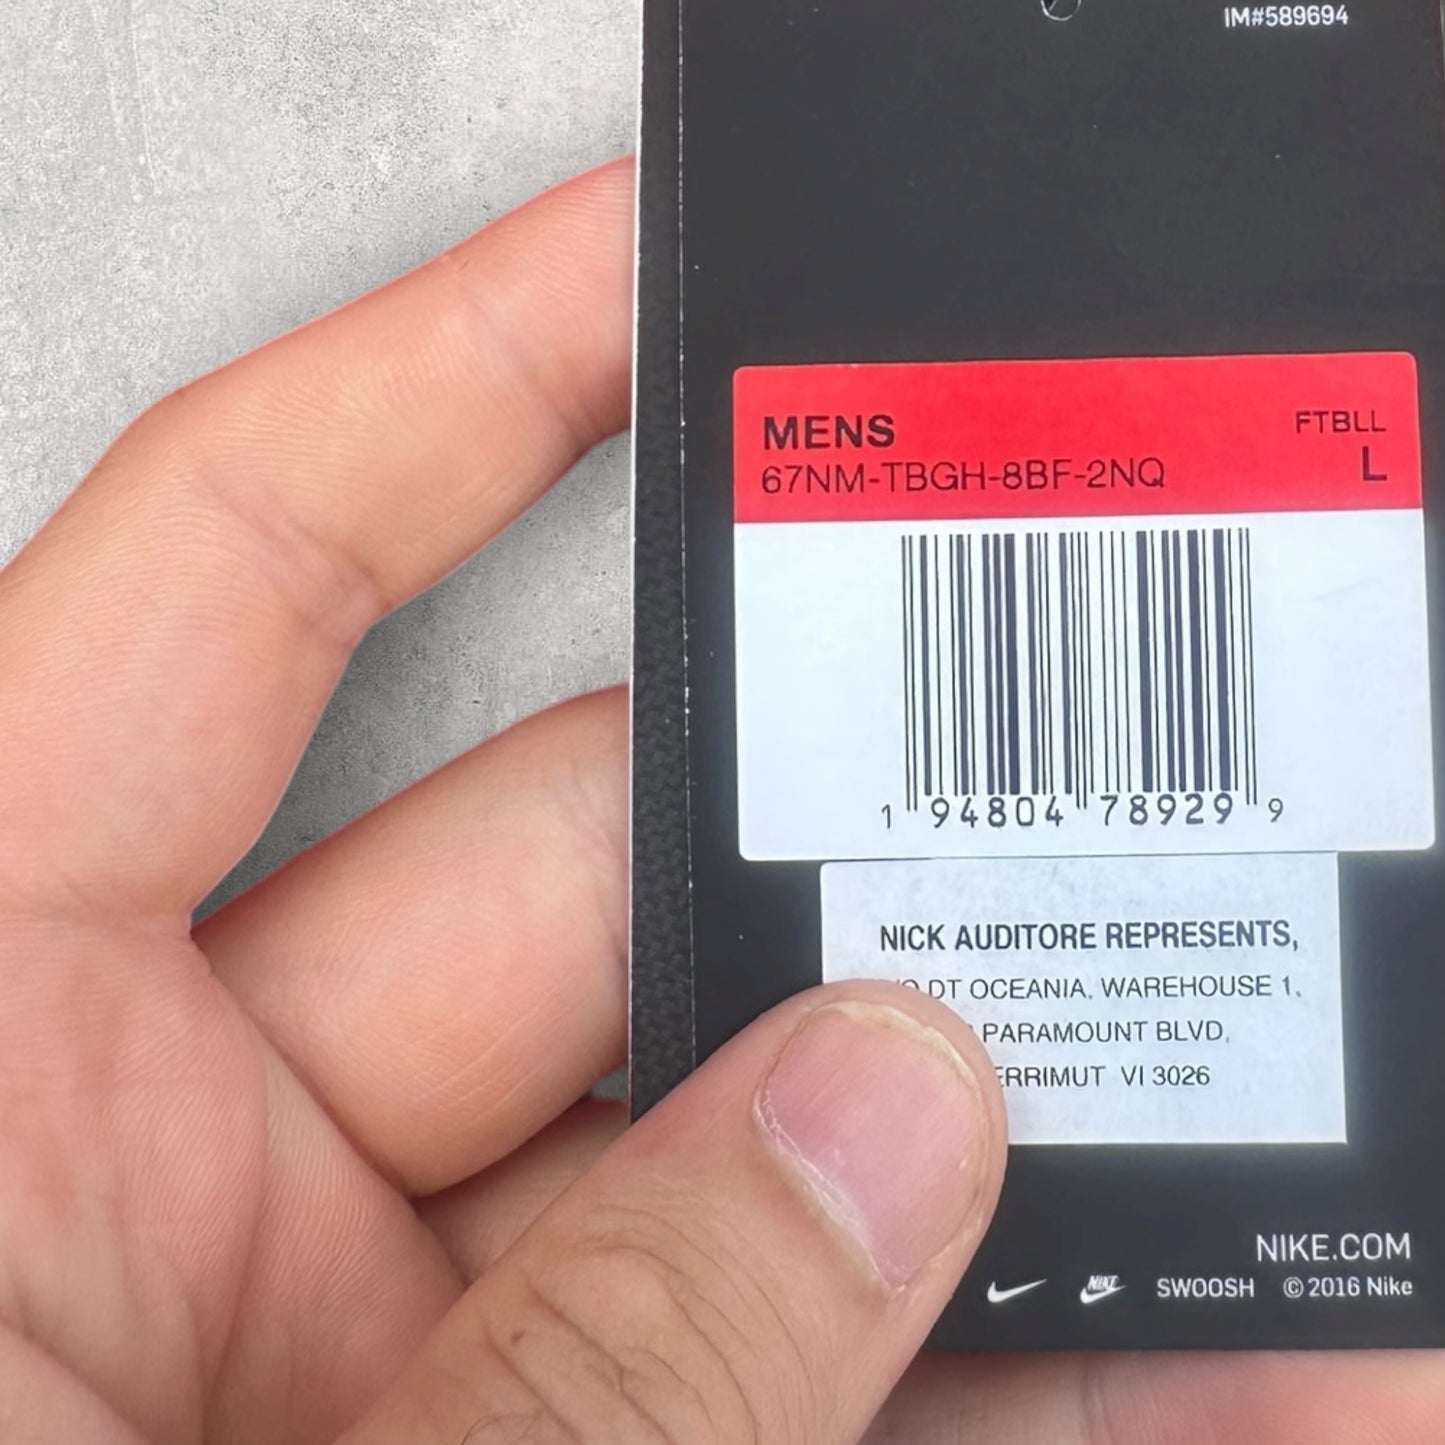 IM#589694
MENS
FTBLL
67NM-TBGH-8BF-2NQ
L
1 94804 78929 9
NICK AUDITORE REPRESENTS,
DT OCEANIA, WAREHOUSE 1,
PARAMOUNT BLVD,
VI 3026
NIKE.COM
NIKE SWOOSH © 2016 Nike